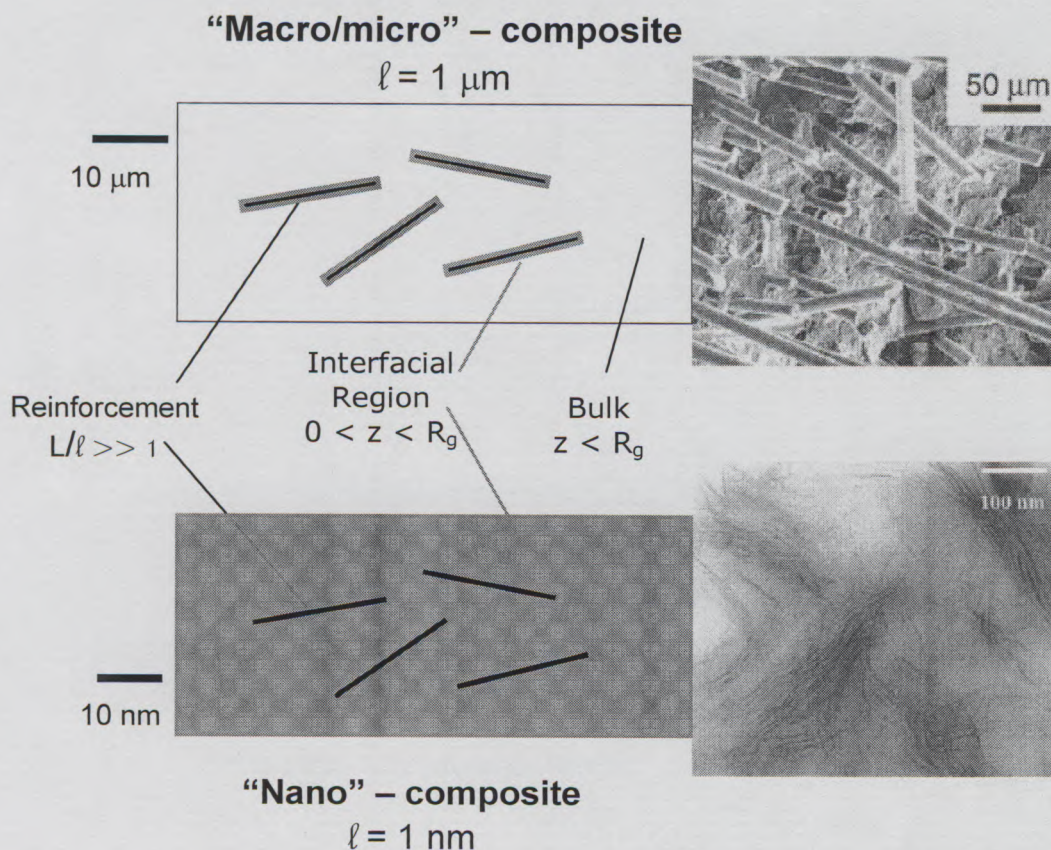 “Macro/micro” – composite
ℓ = 1 μm
50 μm
10 μm
Interfacial
Region
0 < z < Rg
Reinforcement
L/ℓ >> 1
Bulk
z < Rg
100 nm
10 nm
“Nano” – composite
ℓ = 1 nm